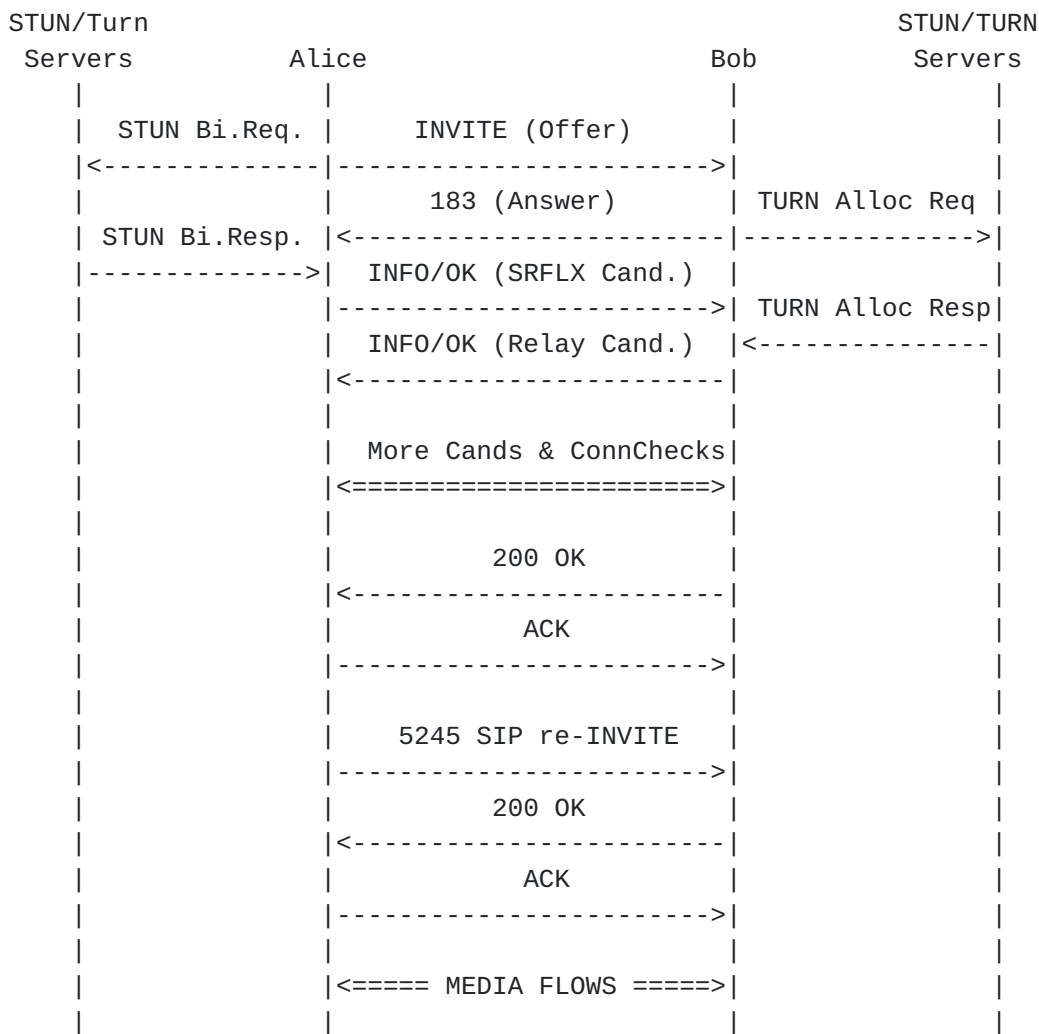 STUN/Turn STUN/TURN
Servers Alice Bob Servers
STUN Bi.Req. INVITE (Offer)
183 (Answer) TURN Alloc Req
STUN Bi.Resp.
INFO/OK (SRFLX Cand.)
TURN Alloc Resp
INFO/OK (Relay Cand.)
More Cands & ConnChecks
200 OK
ACK
5245 SIP re-INVITE
200 OK
ACK
MEDIA FLOWS